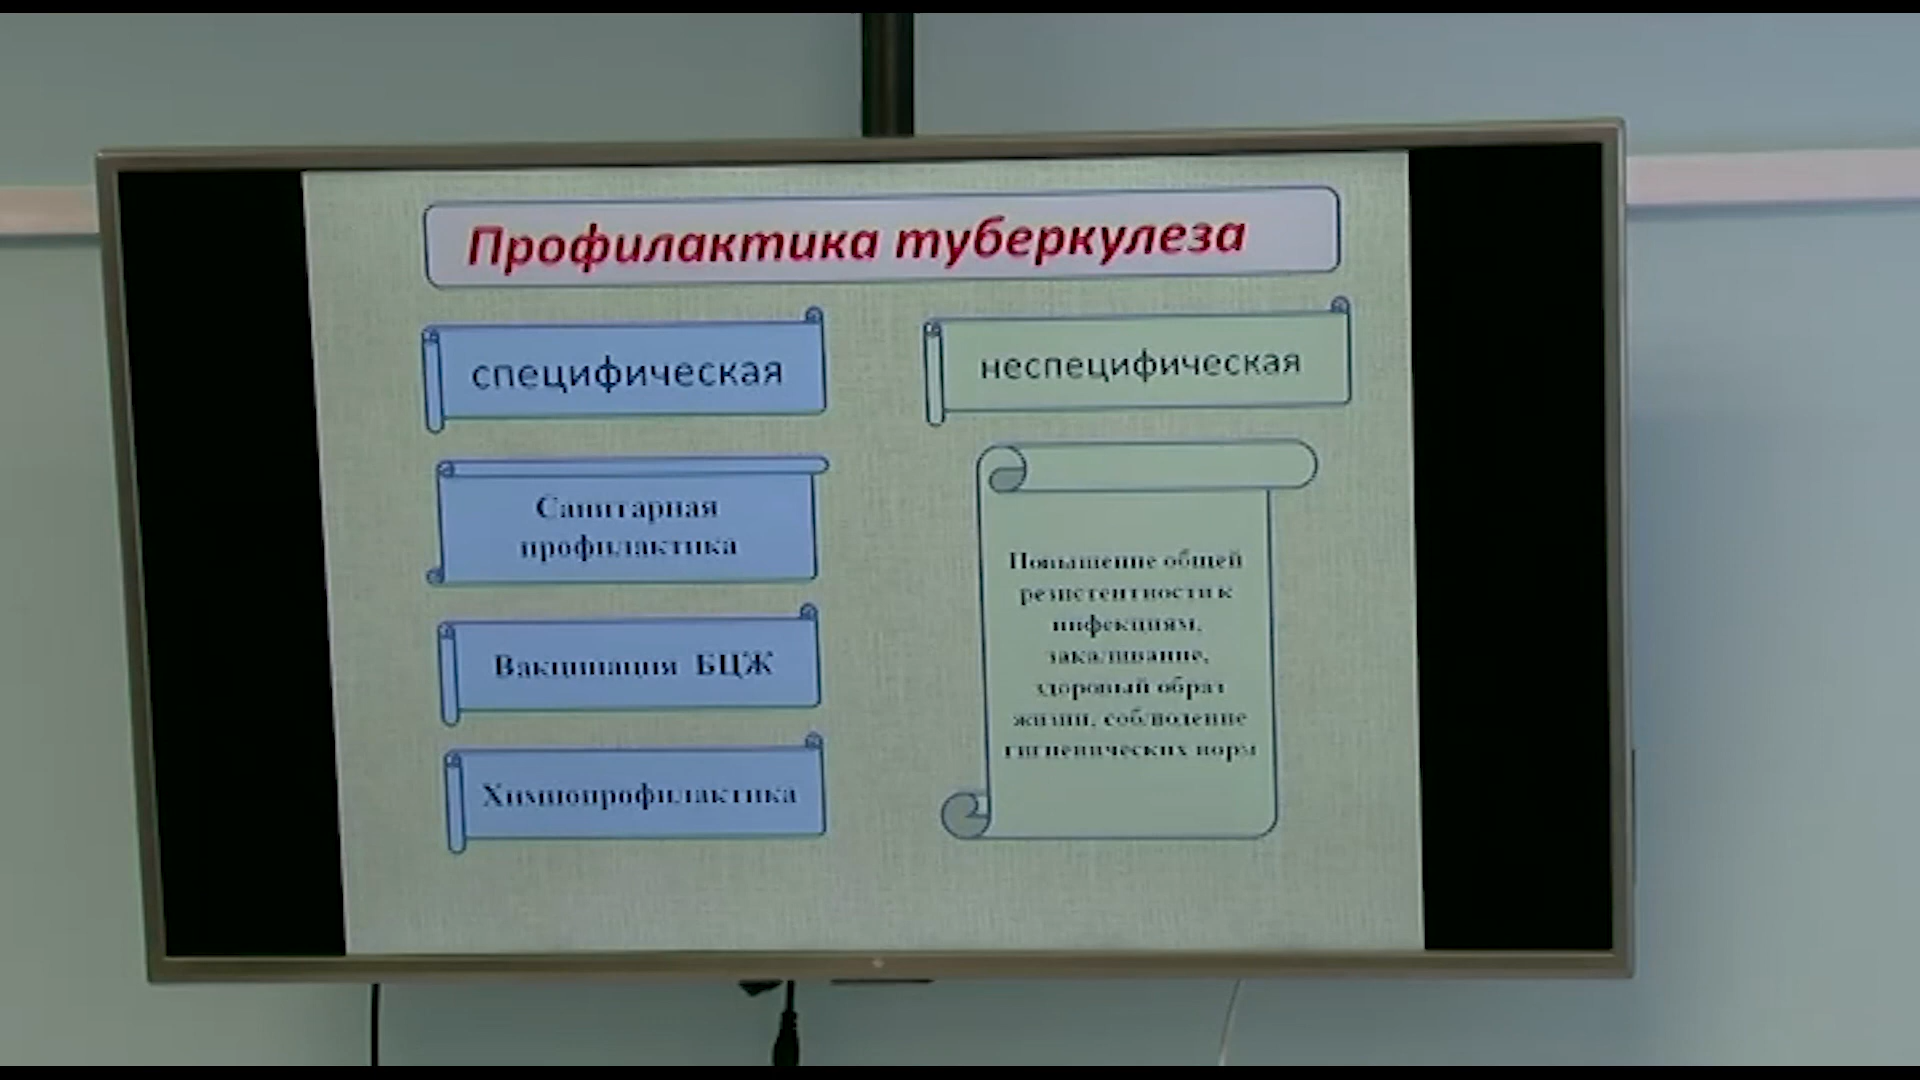 Профилактика туберкулеза
специфическая
неспецифическая
Санитарная
профилактика
Вакцинация БЦЖ
Химиопрофилактика
Повышение общей
резистентности к
инфекциям,
закаливание,
здоровый образ
жизни, соблюдение
гигиенических норм